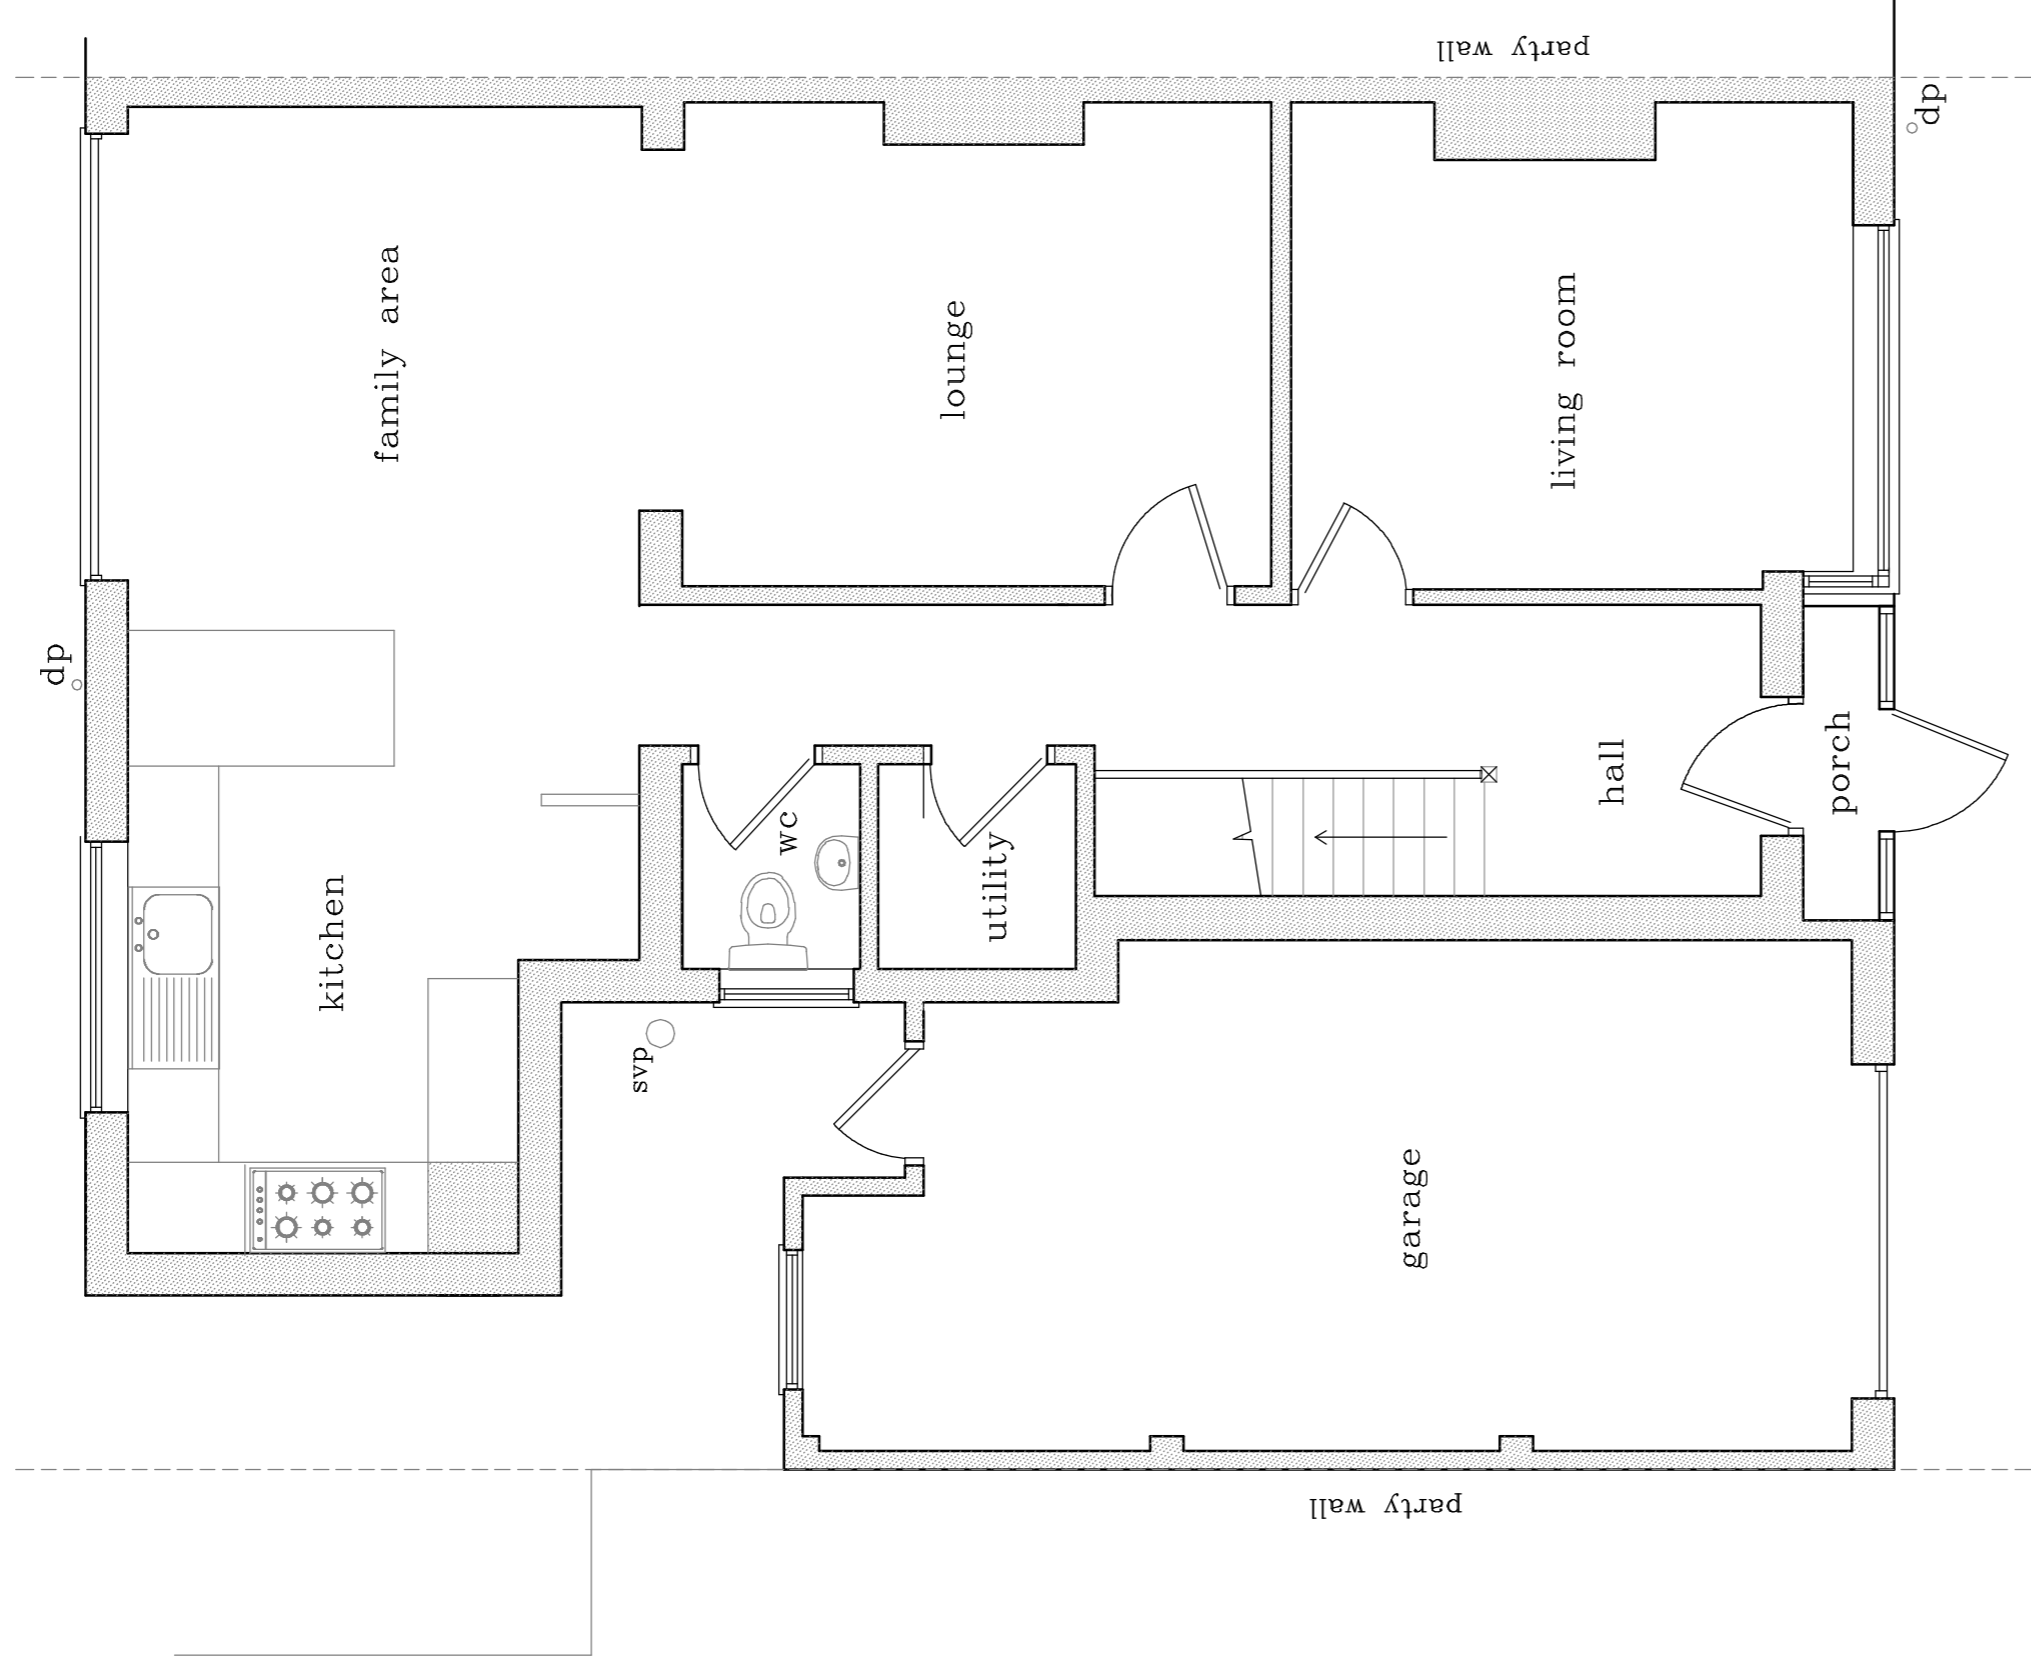 party wall
dp
family area
lounge
living room
dp
hall
porch
wc
utility
kitchen
svp
garage
party wall